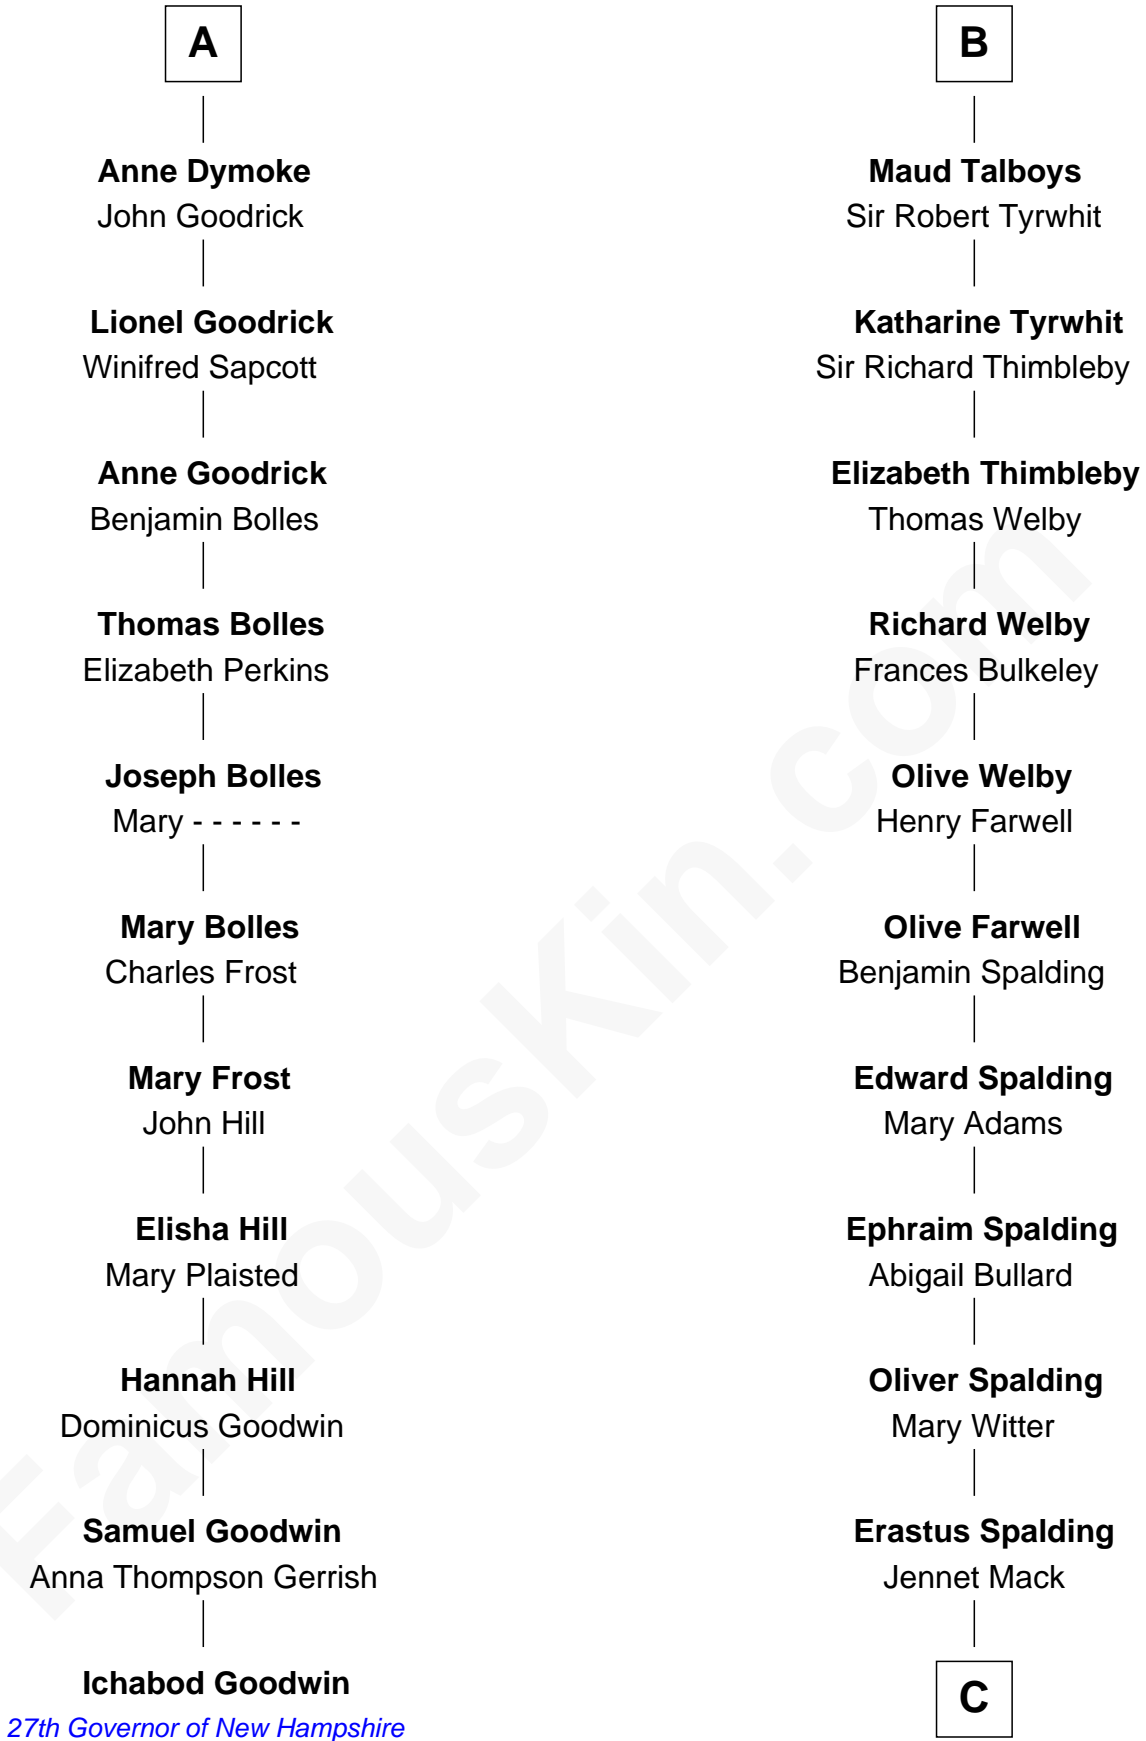 A
Anne Dymoke
John Goodrick
Lionel Goodrick
Winifred Sapcott
Anne Goodrick
Benjamin Bolles
Thomas Bolles
Elizabeth Perkins
Joseph Bolles
Mary - - - - - -
Mary Bolles
Charles Frost
Mary Frost
John Hill
Elisha Hill
Mary Plaisted
Hannah Hill
Dominicus Goodwin
Samuel Goodwin
Anna Thompson Gerrish
Ichabod Goodwin
27th Governor of New Hampshire
B
Maud Talboys
Sir Robert Tyrwhit
Katharine Tyrwhit
Sir Richard Thimbleby
Elizabeth Thimbleby
Thomas Welby
Richard Welby
Frances Bulkeley
Olive Welby
Henry Farwell
Olive Farwell
Benjamin Spalding
Edward Spalding
Mary Adams
Ephraim Spalding
Abigail Bullard
Oliver Spalding
Mary Witter
Erastus Spalding
Jennet Mack
C
FamousKin.com